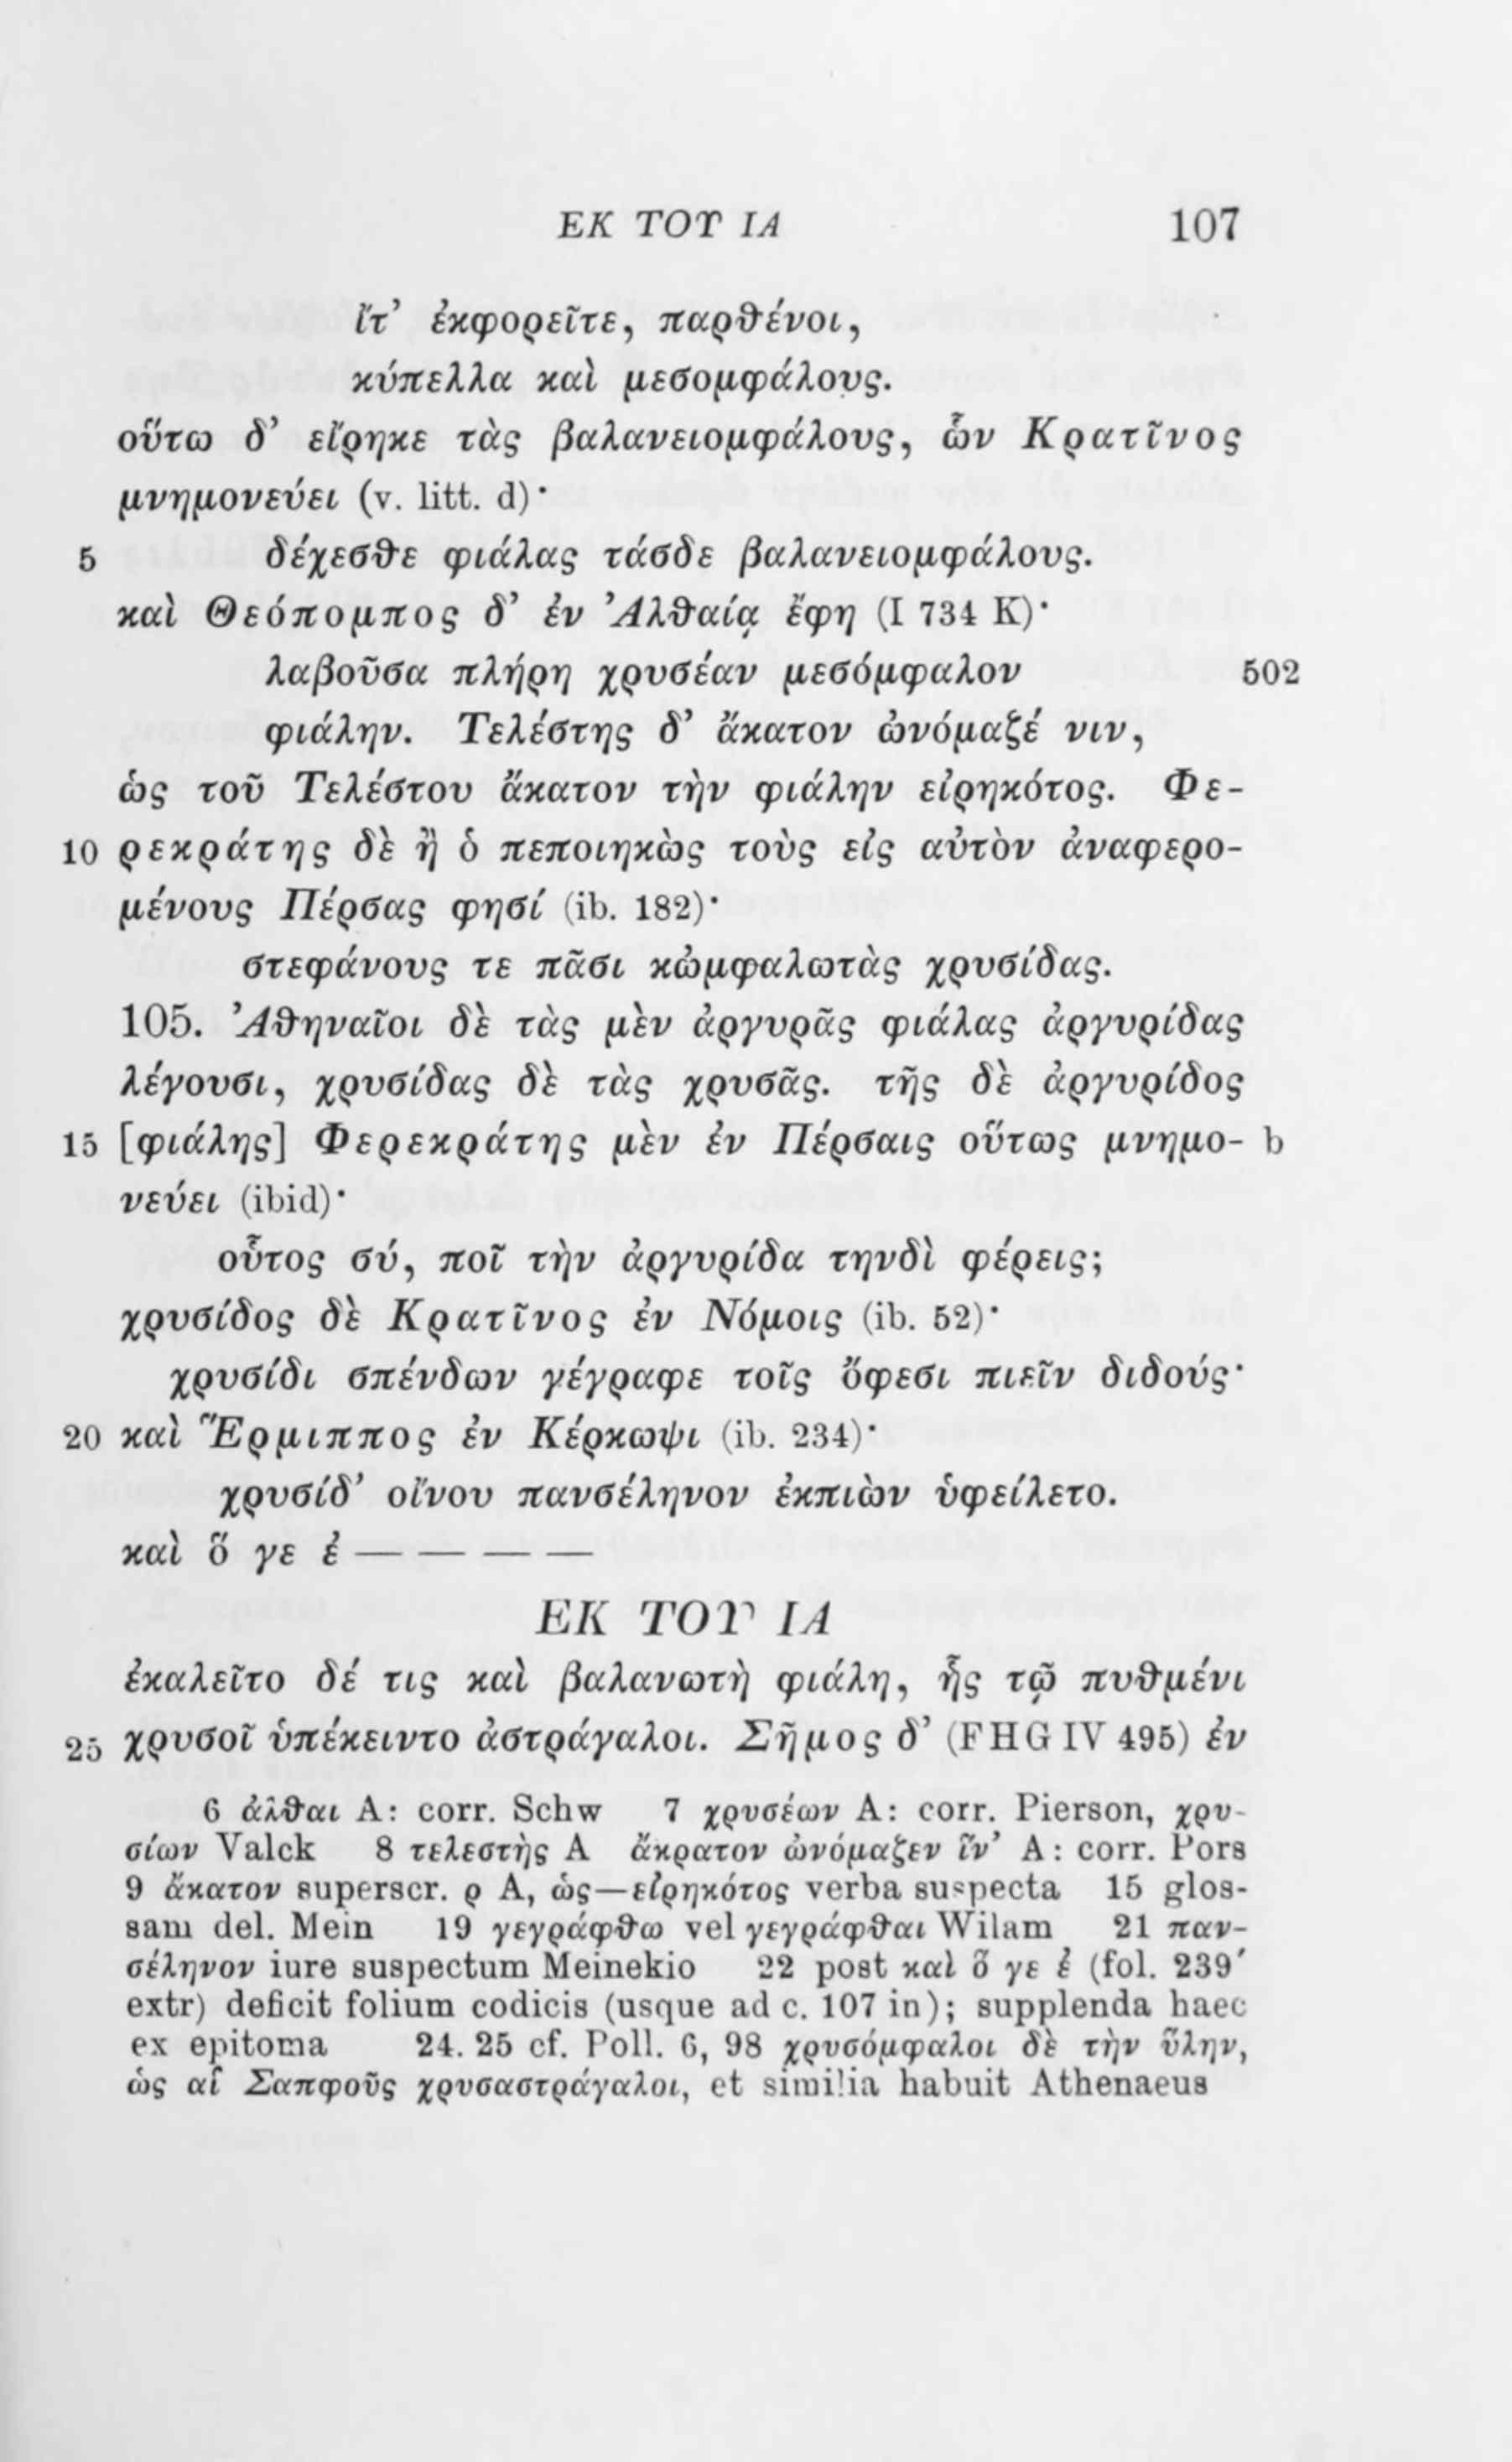 ΕΚ ΤΟΥ ΙΑ 107
ἴτ’ ἐκφορεῖτε, παρθένοι,
κύπελλα καὶ μεσομφάλους.
οὕτω δ’ εἴρηκε τὰς βαλανειομφάλους, ὧν Κρατῖνος
μνημονεύει (v. litt. d)·
5 δέχεσθε φιάλας τάσδε βαλανειομφάλους.
καὶ Θεόπομπος δ’ ἐν Ἀλθαίᾳ ἔφη (I 734 K)·
λαβοῦσα πλήρη χρυσέαν μεσόμφαλον 502
φιάλην. Τελέστης δ’ ἄκατον ὠνόμαζέ νιν,
ὡς τοῦ Τελέστου ἄκατον τὴν φιάλην εἰρηκότος. Φε-
10 ρεκράτης δὲ ἢ ὁ πεποιηκὼς τοὺς εἰς αὐτὸν ἀναφερο-
μένους Πέρσας φησί (ib. 182)·
στεφάνους τε πᾶσι κὠμφαλωτὰς χρυσίδας.
105. Ἀθηναῖοι δὲ τὰς μὲν ἀργυρᾶς φιάλας ἀργυρίδας
λέγουσι, χρυσίδας δὲ τὰς χρυσᾶς. τῆς δὲ ἀργυρίδος
15 [φιάλης] Φερεκράτης μὲν ἐν Πέρσαις οὕτως μνημο- b
νεύει (ibid)·
οὗτος σύ, ποῖ τὴν ἀργυρίδα τηνδὶ φέρεις;
χρυσίδος δὲ Κρατῖνος ἐν Νόμοις (ib. 52)·
χρυσίδι σπένδων γέγραφε τοῖς ὄφεσι πιεῖν διδούς·
20 καὶ Ἕρμιππος ἐν Κέρκωψι (ib. 234)·
χρυσίδ’ οἴνου πανσέληνον ἐκπιὼν ὑφείλετο.
καὶ ὅ γε ἐ — — — —
ΕΚ ΤΟΥ ΙΑ
ἐκαλεῖτο δέ τις καὶ βαλανωτὴ φιάλη, ἧς τῷ πυθμένι
25 χρυσοῖ ὑπέκειντο ἀστράγαλοι. Σῆμος δ’ (FHG IV 495) ἐν
6 ἀλθαι A: corr. Schw 7 χρυσέων A: corr. Pierson, χρυ-
σίων Valck 8 τελεστὴς A ἄκρατον ὠνόμαζεν ἵν’ A: corr. Pors
9 ἄκατον superscr. ρ A, ὡς—εἰρηκότος verba suspecta 15 glos-
sam del. Mein 19 γεγράφθω vel γεγράφθαι Wilam 21 παν-
σέληνον iure suspectum Meinekio 22 post καὶ ὅ γε ἐ (fol. 239ʳ
extr) deficit folium codicis (usque ad c. 107 in); supplenda haec
ex epitoma 24. 25 cf. Poll. 6, 98 χρυσόμφαλοι δὲ τὴν ὕλην,
ὡς αἱ Σαπφοῦς χρυσαστράγαλοι, et similia habuit Athenaeus